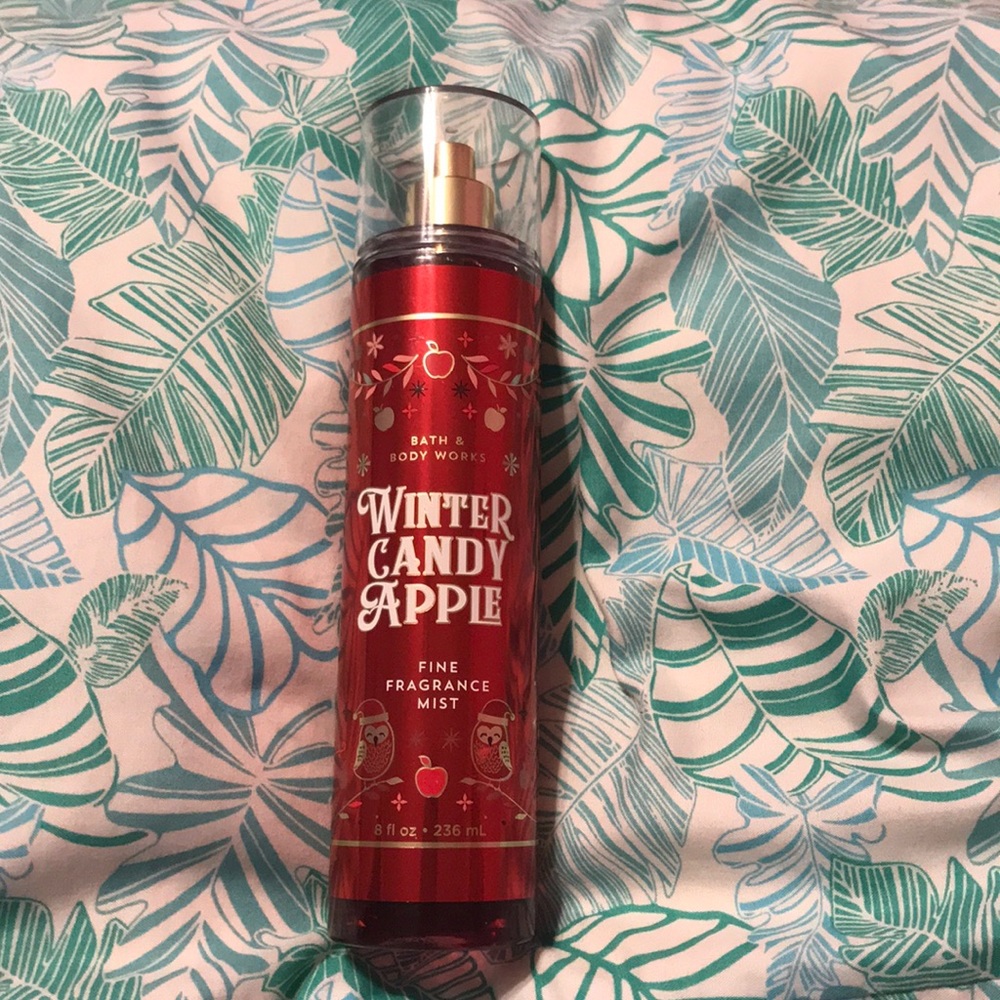 BATH &
BODY WORKS
WINTER
CANDY
APPLE
FINE
FRAGRANCE
MIST
8 fl oz • 236 mL